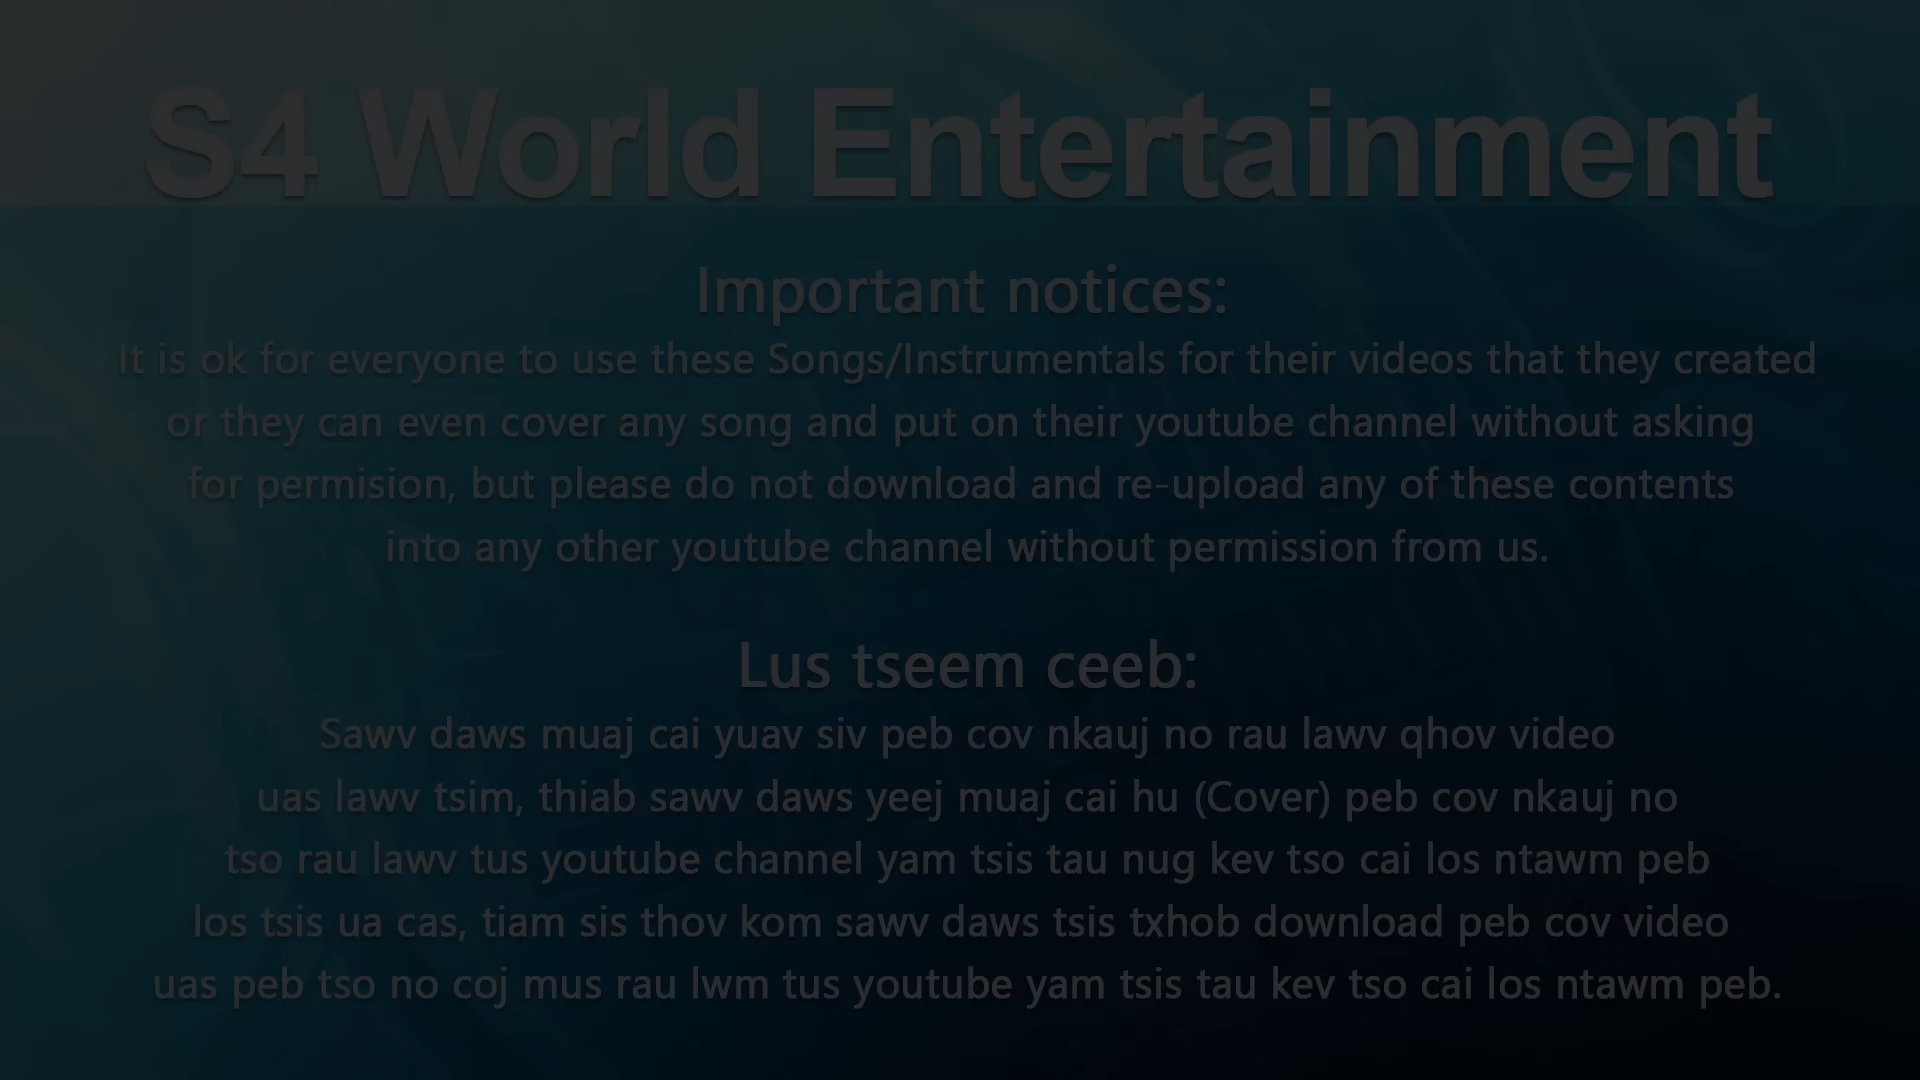 S4 World Entertainment
Important notices:
It is ok for everyone to use these Songs/Instrumentals for their videos that they created
or they can even cover any song and put on their youtube channel without asking
for permision, but please do not download and re-upload any of these contents
into any other youtube channel without permission from us.
Lus tseem ceeb:
Sawv daws muaj cai yuav siv peb cov nkauj no rau lawv qhov video
uas lawv tsim, thiab sawv daws yeej muaj cai hu (Cover) peb cov nkauj no
tso rau lawv tus youtube channel yam tsis tau nug kev tso cai los ntawm peb
los tsis ua cas, tiam sis thov kom sawv daws tsis txhob download peb cov video
uas peb tso no coj mus rau lwm tus youtube yam tsis tau kev tso cai los ntawm peb.